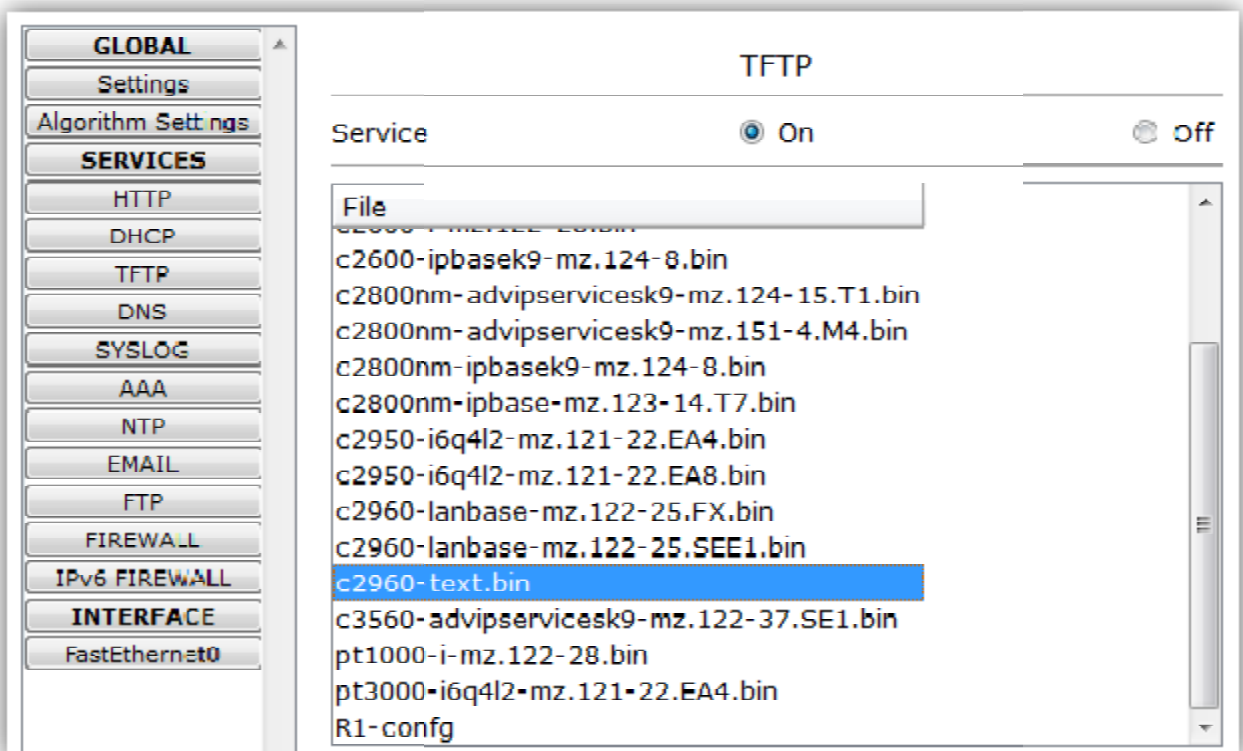 GLOBAL
Settings
Algorithm Settings
SERVICES
HTTP
DHCP
TFTP
DNS
SYSLOG
AAA
NTP
EMAIL
FTP
FIREWALL
IPv6 FIREWALL
INTERFACE
FastEthernet0
TFTP
Service On Off
File
c2600-ipbasek9-mz.124-8.bin
c2800nm-advipservicesk9-mz.124-15.T1.bin
c2800nm-advipservicesk9-mz.151-4.M4.bin
c2800nm-ipbasek9-mz.124-8.bin
c2800nm-ipbase-mz.123-14.T7.bin
c2950-i6q4l2-mz.121-22.EA4.bin
c2950-i6q4l2-mz.121-22.EA8.bin
c2960-lanbase-mz.122-25.FX.bin
c2960-lanbase-mz.122-25.SEE1.bin
c2960-text.bin
c3560-advipservicesk9-mz.122-37.SE1.bin
pt1000-i-mz.122-28.bin
pt3000-i6q4l2-mz.121-22.EA4.bin
R1-confg